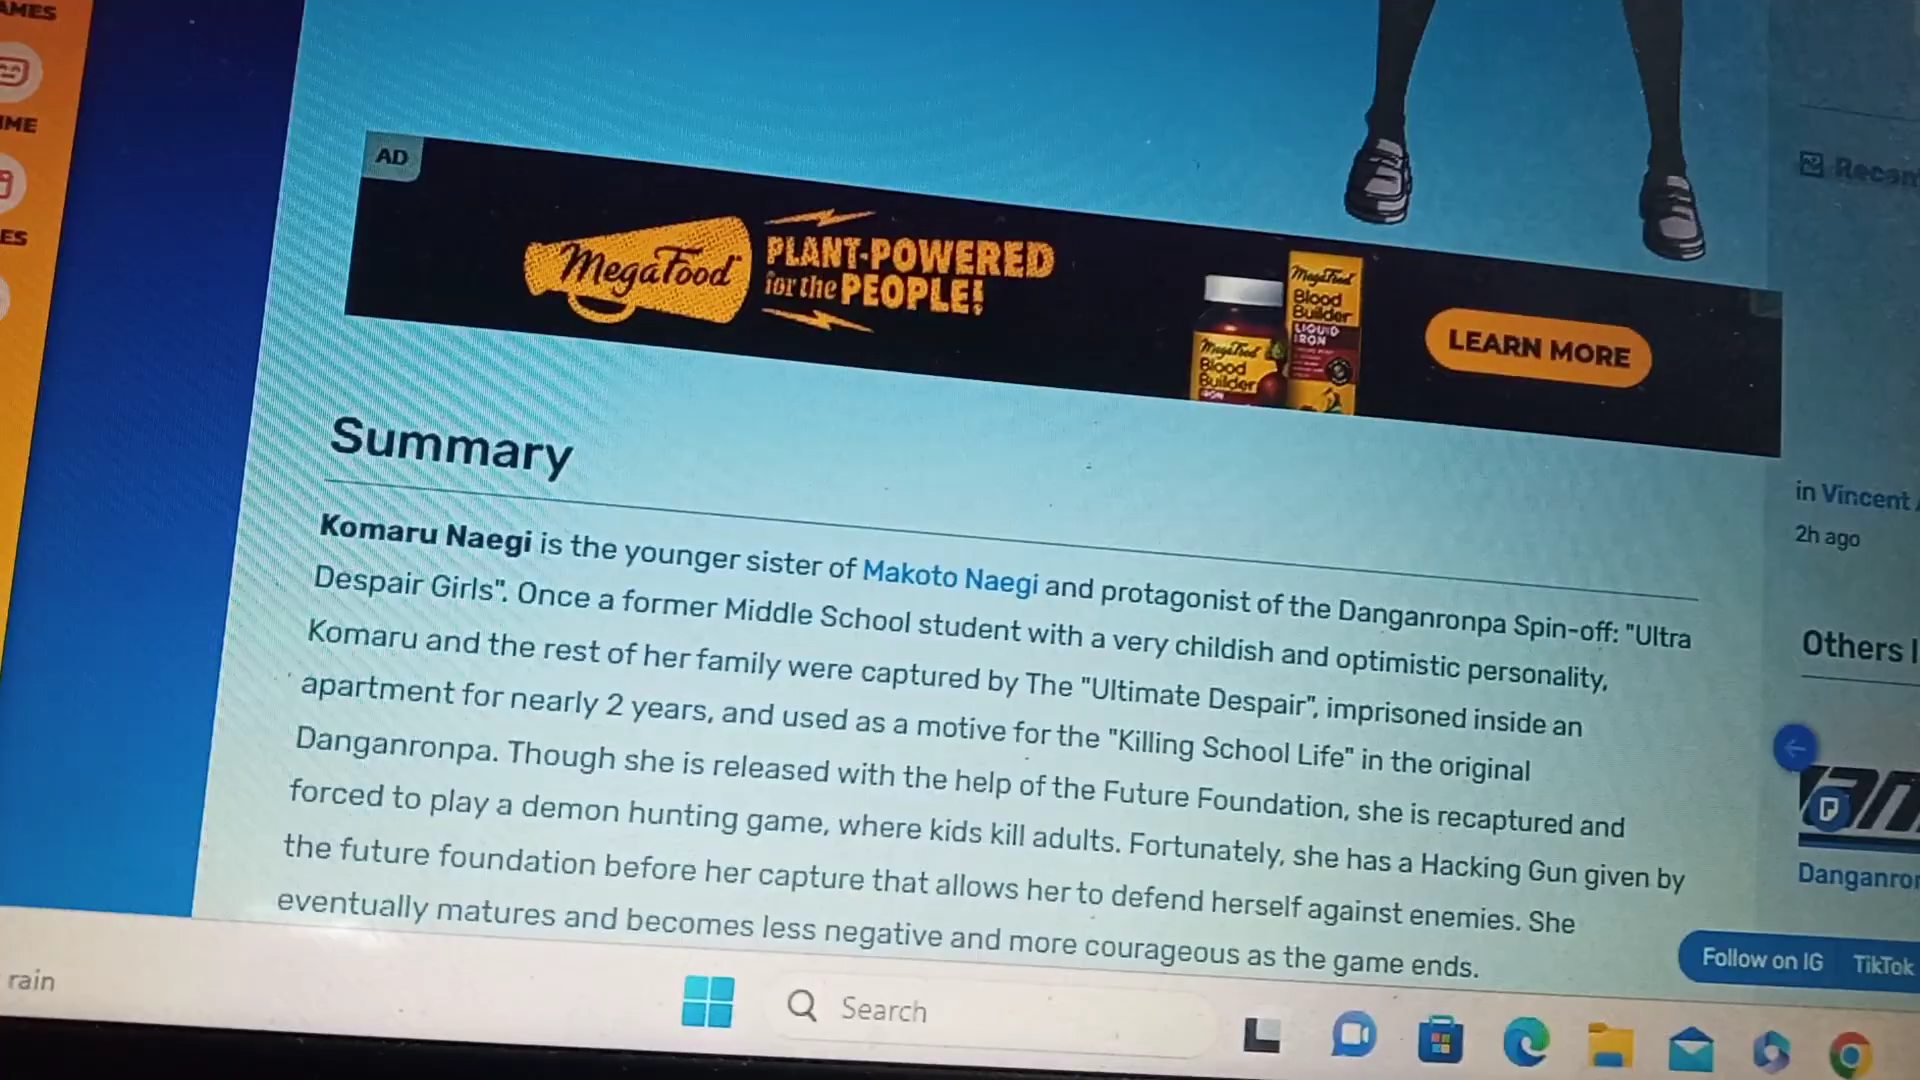 AMES
IME
ES
AD
MegaFood
PLANT-POWERED
for the PEOPLE!
MegaFood
Blood
Builder
LIQUID
IRON
MegaFood
Blood
Builder
IRON
LEARN MORE
Recen
in Vincent
2h ago
Summary
Komaru Naegi is the younger sister of Makoto Naegi and protagonist of the Danganronpa Spin-off: "Ultra
Despair Girls". Once a former Middle School student with a very childish and optimistic personality,
Komaru and the rest of her family were captured by The "Ultimate Despair", imprisoned inside an
apartment for nearly 2 years, and used as a motive for the "Killing School Life" in the original
Danganronpa. Though she is released with the help of the Future Foundation, she is recaptured and
forced to play a demon hunting game, where kids kill adults. Fortunately, she has a Hacking Gun given by
the future foundation before her capture that allows her to defend herself against enemies. She
eventually matures and becomes less negative and more courageous as the game ends.
Others
Danganron
Follow on IG TikTok
rain
Search